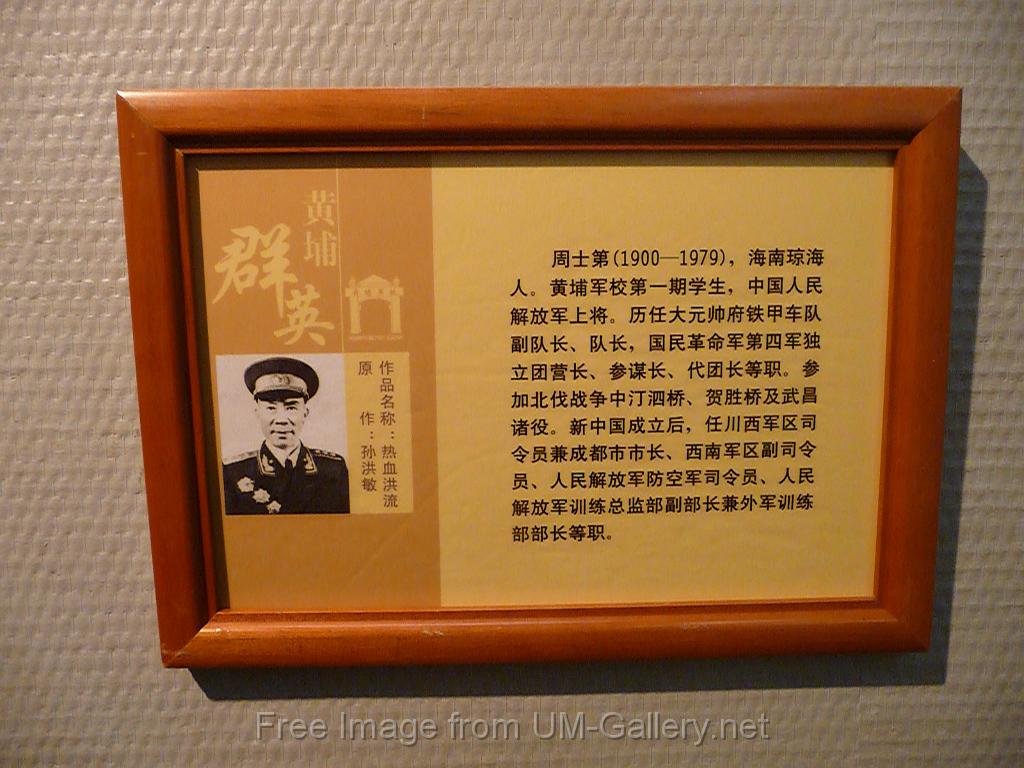 黄埔
群英
作品名称：热血洪流
原 作：孙洪敏
周士第(1900—1979)，海南琼海
人。黄埔军校第一期学生，中国人民
解放军上将。历任大元帅府铁甲车队
副队长、队长，国民革命军第四军独
立团营长、参谋长、代团长等职。参
加北伐战争中汀泗桥、贺胜桥及武昌
诸役。新中国成立后，任川西军区司
令员兼成都市市长、西南军区副司令
员、人民解放军防空军司令员、人民
解放军训练总监部副部长兼外军训练
部部长等职。
Free Image from UM-Gallery.net